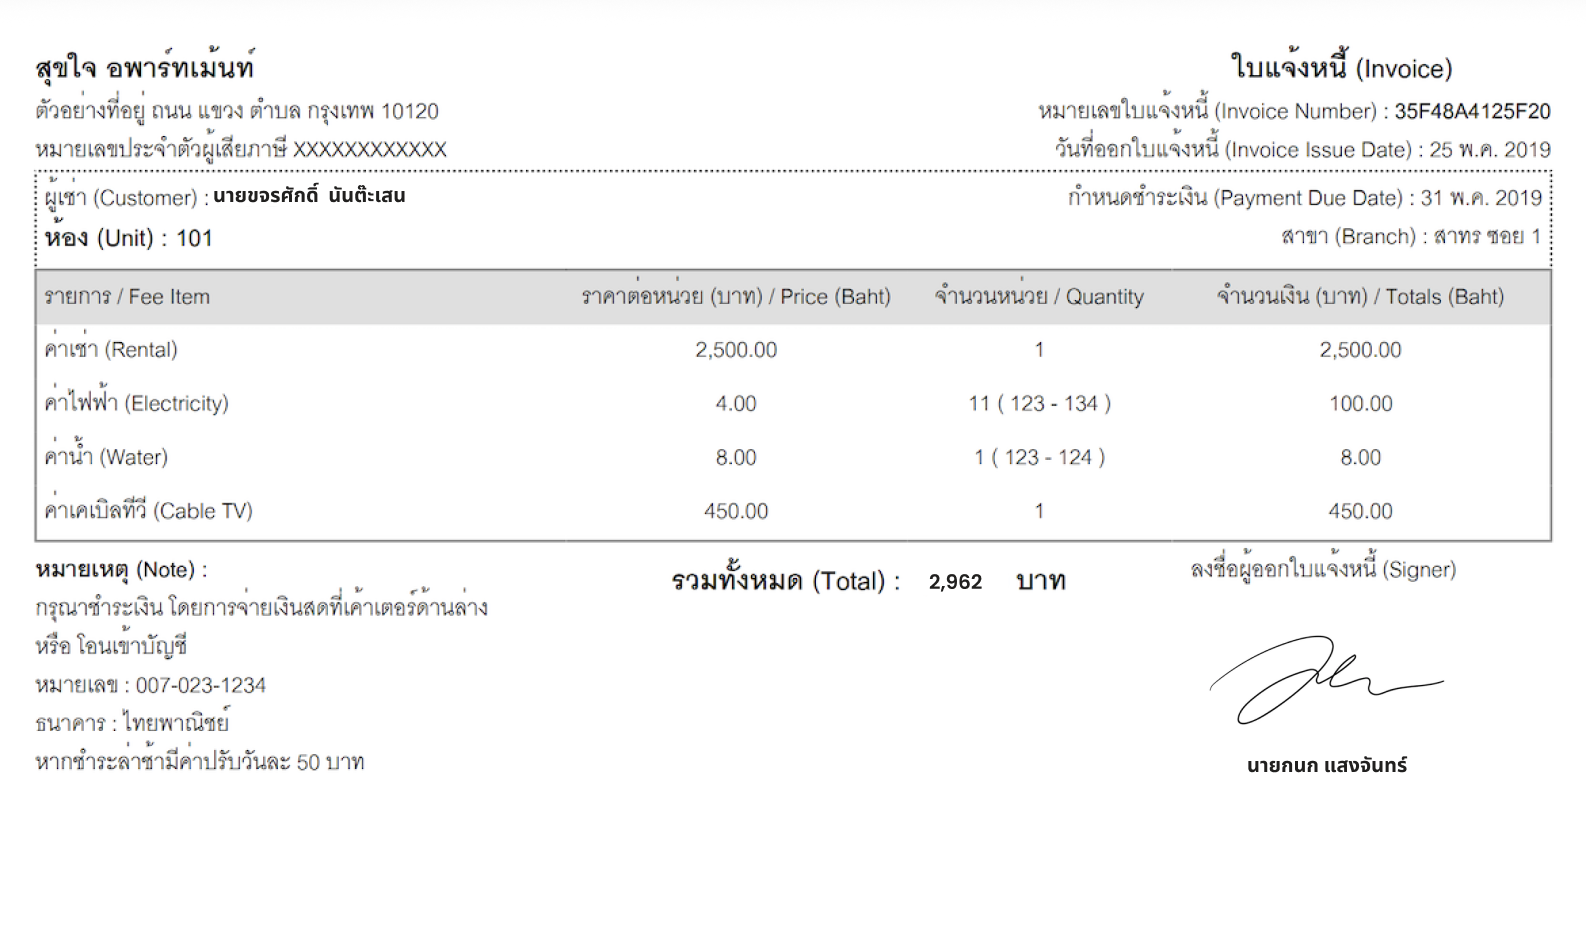 สุขใจ อพาร์ทเม้นท์
ใบแจ้งหนี้ (Invoice)
ตัวอย่างที่อยู่ ถนน แขวง ตำบล กรุงเทพ 10120
หมายเลขใบแจ้งหนี้ (Invoice Number) : 35F48A4125F20
หมายเลขประจำตัวผู้เสียภาษี XXXXXXXXXXXX
วันที่ออกใบแจ้งหนี้ (Invoice Issue Date) : 25 พ.ค. 2019
ผู้เช่า (Customer) : นายขจรศักดิ์ นันต๊ะเสน
กำหนดชำระเงิน (Payment Due Date) : 31 พ.ค. 2019
ห้อง (Unit) : 101
สาขา (Branch) : สาทร ซอย 1
รายการ / Fee Item ราคาต่อหน่วย (บาท) / Price (Baht) จำนวนหน่วย / Quantity จำนวนเงิน (บาท) / Totals (Baht)
ค่าเช่า (Rental) 2,500.00 1 2,500.00
ค่าไฟฟ้า (Electricity) 4.00 11 ( 123 - 134 ) 100.00
ค่าน้ำ (Water) 8.00 1 ( 123 - 124 ) 8.00
ค่าเคเบิลทีวี (Cable TV) 450.00 1 450.00
หมายเหตุ (Note) :
รวมทั้งหมด (Total) : 2,962 บาท
ลงชื่อผู้ออกใบแจ้งหนี้ (Signer)
กรุณาชำระเงิน โดยการจ่ายเงินสดที่เค้าเตอร์ด้านล่าง
หรือ โอนเข้าบัญชี
หมายเลข : 007-023-1234
ธนาคาร : ไทยพาณิชย์
หากชำระล่าช้ามีค่าปรับวันละ 50 บาท
นายกนก แสงจันทร์